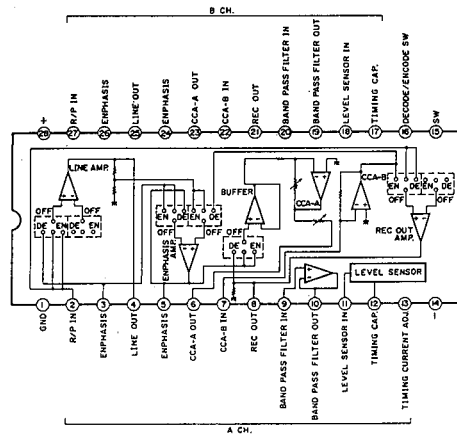 B CH.
+
R/P IN
ENPHASIS
LINE OUT
ENPHASIS
CCA-A OUT
CCA-B IN
REC OUT
BAND PASS FILTER IN
BAND PASS FILTER OUT
LEVEL SENSOR IN
TIMING CAP.
DECODE/ENCODE SW
SW
28 27 26 25 24 23 22 21 20 19 18 17 16 15
LINE AMP.
OFF OFF
DE EN
EN DE EN
OFF OFF
ENPHASIS AMP.
BUFFER
OFF
DE EN
CCA-A
CCA-B
EN DE EN
OFF OFF
REC OUT AMP.
LEVEL SENSOR
1 2 3 4 5 6 7 8 9 10 11 12 13 14
GND
R/P IN
ENPHASIS
LINE OUT
ENPHASIS
CCA-A OUT
CCA-B IN
REC OUT
BAND PASS FILTER IN
BAND PASS FILTER OUT
LEVEL SENSOR IN
TIMING CAP.
TIMING CURRENT ADJ.
–
A CH.